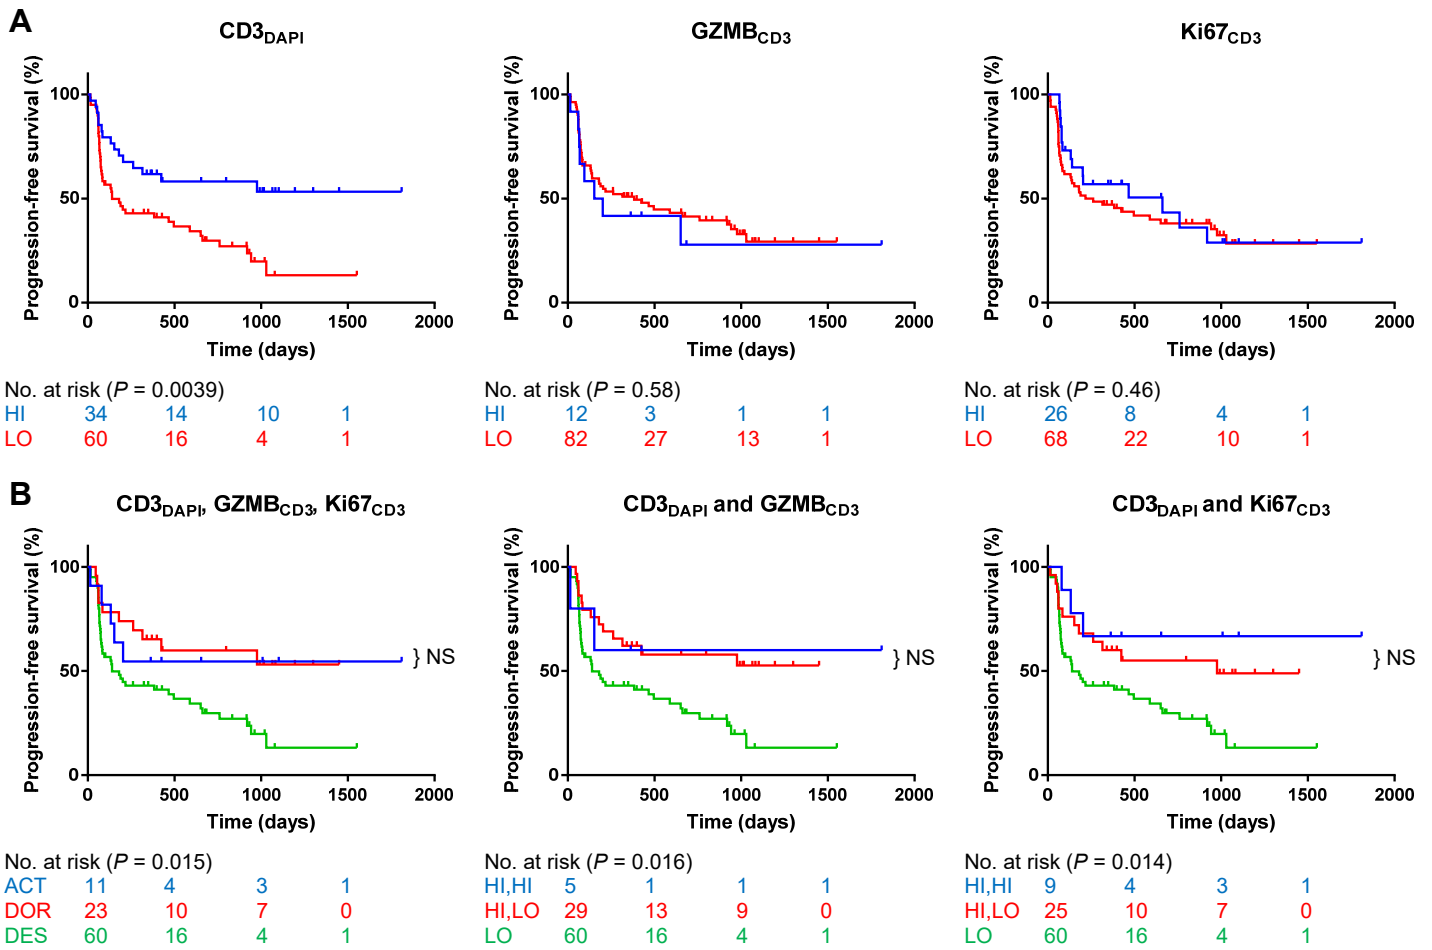 A
CD3DAPI
GZMBCD3
Ki67CD3
Progression-free survival (%)
100
50
0
0 500 1000 1500 2000
Time (days)
Progression-free survival (%)
100
50
0
0 500 1000 1500 2000
Time (days)
Progression-free survival (%)
100
50
0
0 500 1000 1500 2000
Time (days)
No. at risk (P = 0.0039)
HI 34 14 10 1
LO 60 16 4 1
No. at risk (P = 0.58)
HI 12 3 1 1
LO 82 27 13 1
No. at risk (P = 0.46)
HI 26 8 4 1
LO 68 22 10 1
B
CD3DAPI, GZMBCD3, Ki67CD3
CD3DAPI and GZMBCD3
CD3DAPI and Ki67CD3
Progression-free survival (%)
100
50
0
} NS
0 500 1000 1500 2000
Time (days)
Progression-free survival (%)
100
50
0
} NS
0 500 1000 1500 2000
Time (days)
Progression-free survival (%)
100
50
0
} NS
0 500 1000 1500 2000
Time (days)
No. at risk (P = 0.015)
ACT 11 4 3 1
DOR 23 10 7 0
DES 60 16 4 1
No. at risk (P = 0.016)
HI,HI 5 1 1 1
HI,LO 29 13 9 0
LO 60 16 4 1
No. at risk (P = 0.014)
HI,HI 9 4 3 1
HI,LO 25 10 7 0
LO 60 16 4 1